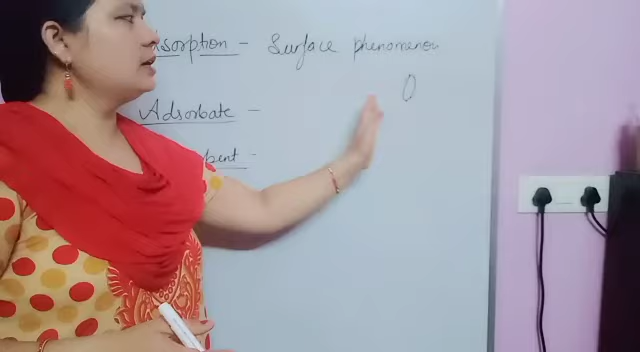 sorption - Surface phenomenon
O
Adsorbate -
bent -